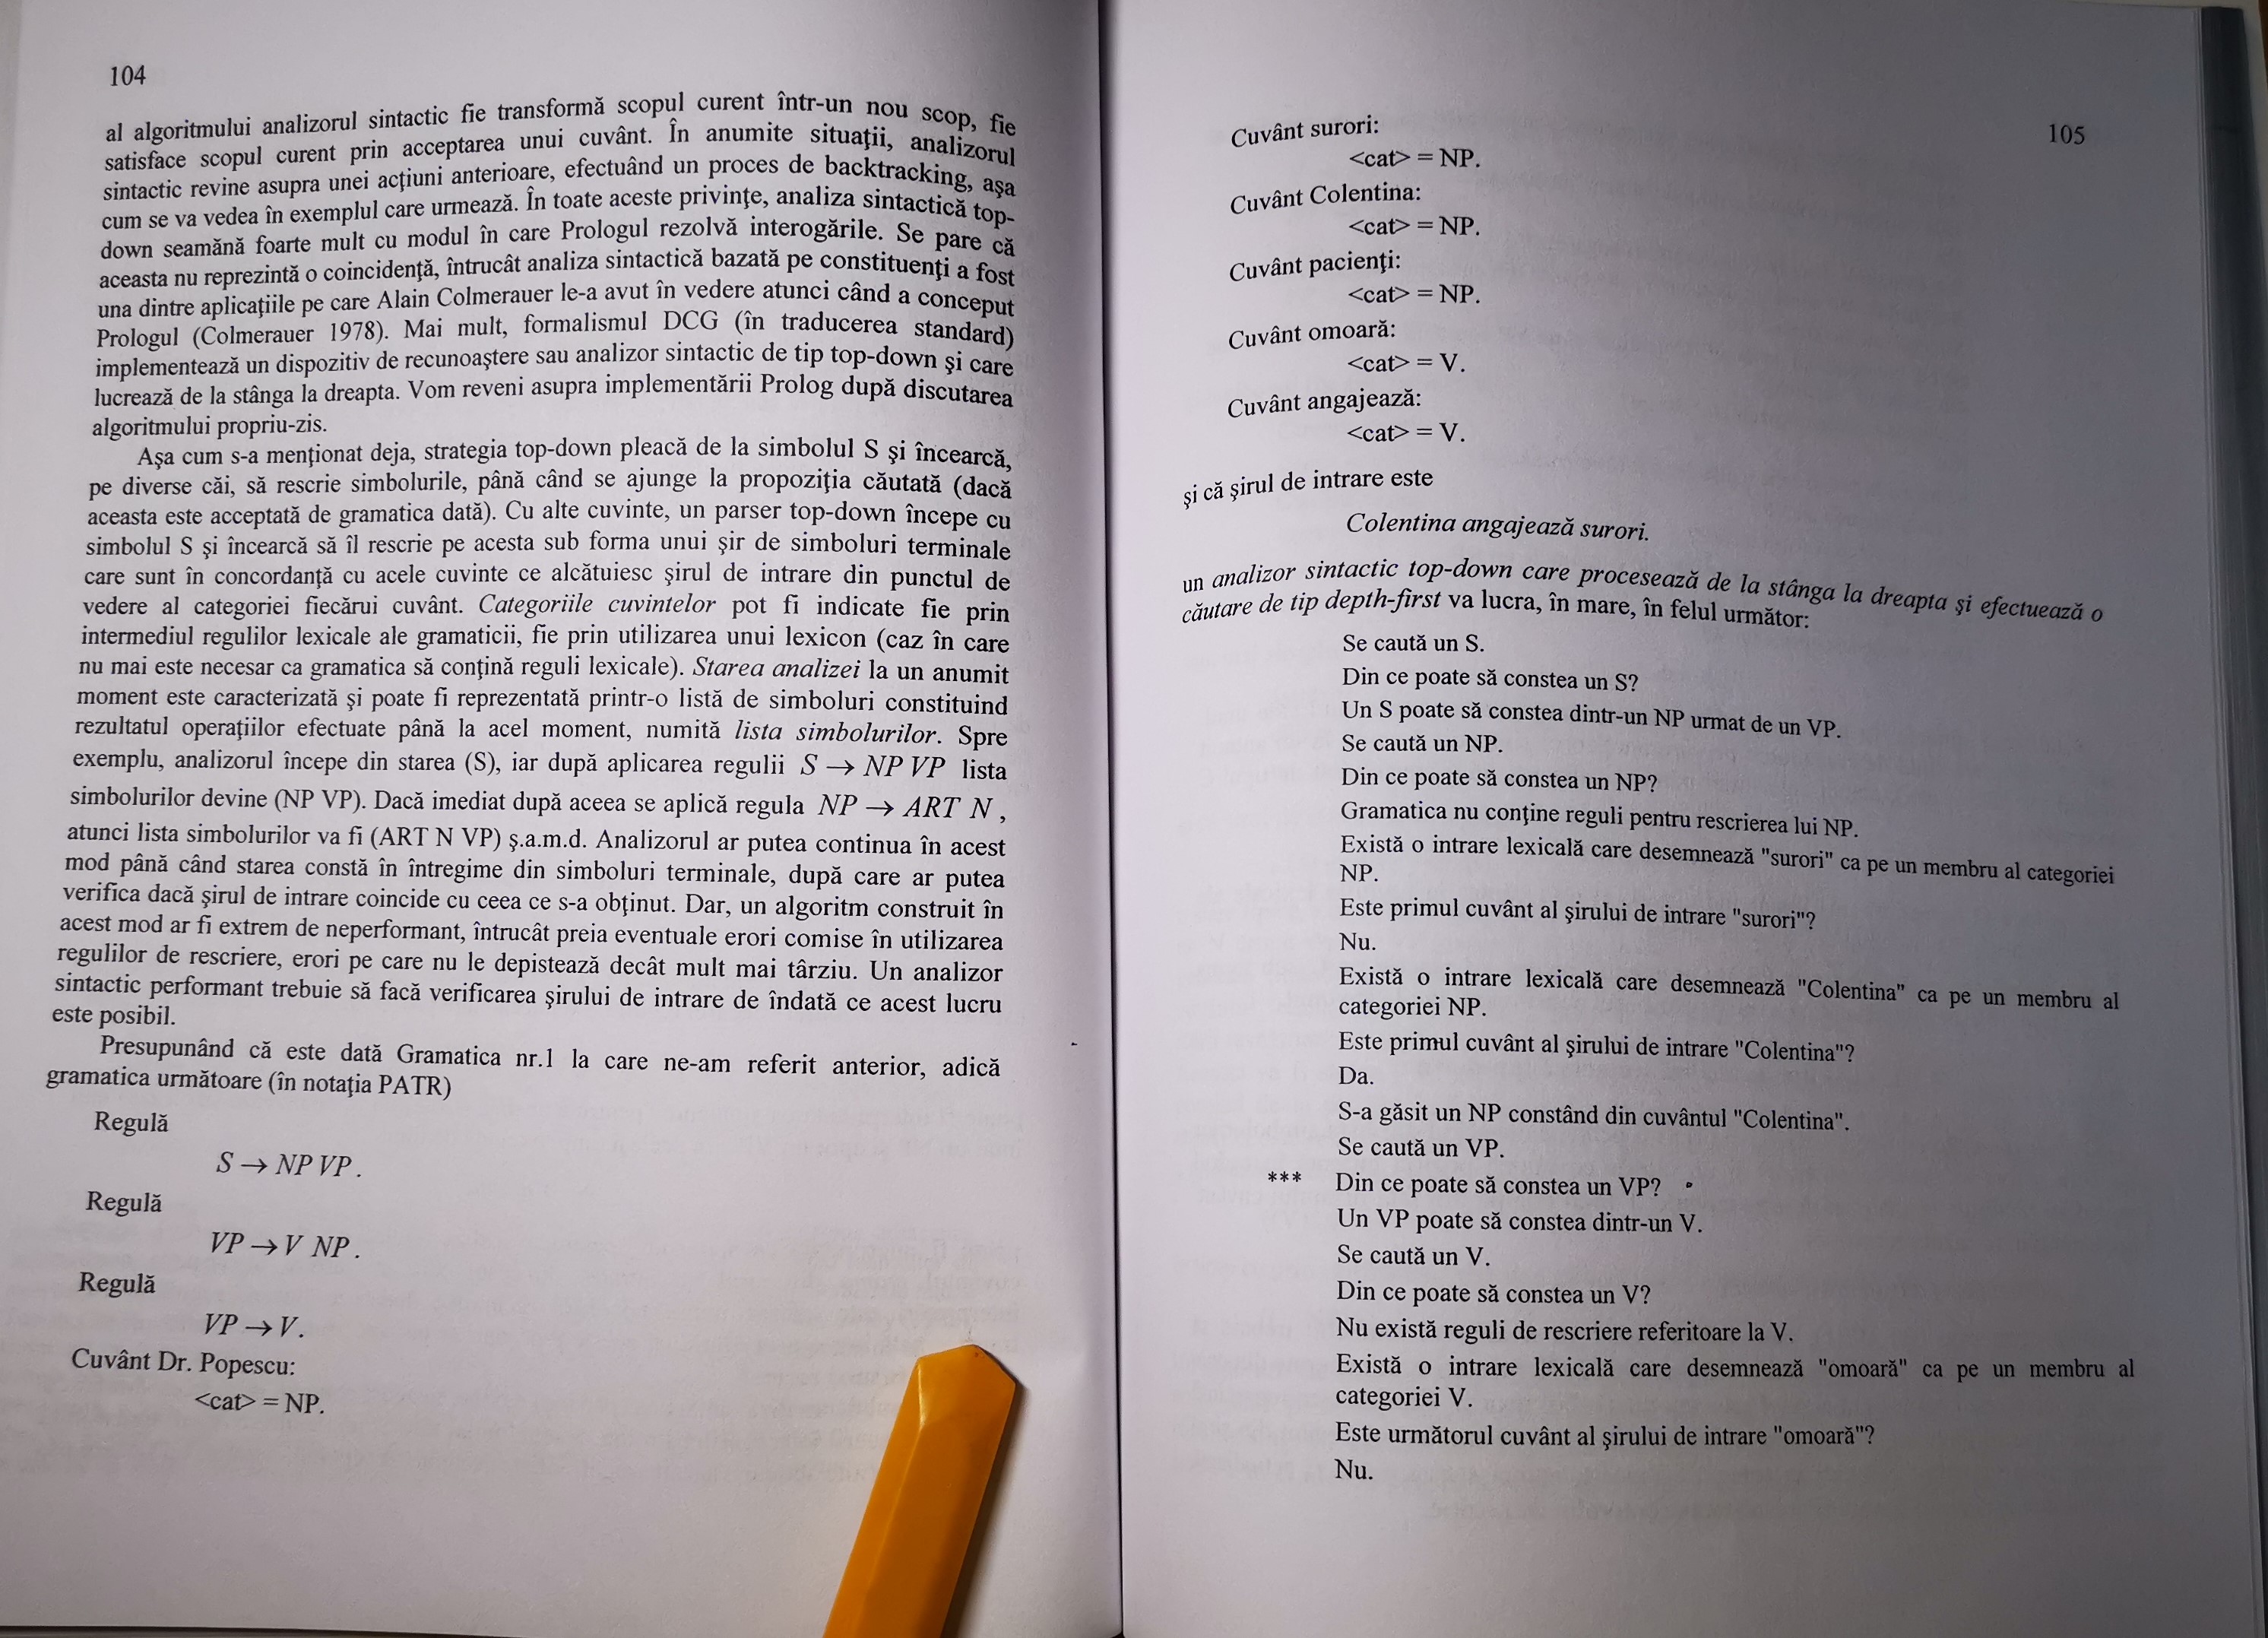 104
al algoritmului analizorul sintactic fie transformă scopul curent într-un nou scop, fie
satisface scopul curent prin acceptarea unui cuvânt. În anumite situaţii, analizorul
sintactic revine asupra unei acţiuni anterioare, efectuând un proces de backtracking, aşa
cum se va vedea în exemplul care urmează. În toate aceste privinţe, analiza sintactică top-
down seamănă foarte mult cu modul în care Prologul rezolvă interogările. Se pare că
aceasta nu reprezintă o coincidenţă, întrucât analiza sintactică bazată pe constituenţi a fost
una dintre aplicaţiile pe care Alain Colmerauer le-a avut în vedere atunci când a conceput
Prologul (Colmerauer 1978). Mai mult, formalismul DCG (în traducerea standard)
implementează un dispozitiv de recunoaştere sau analizor sintactic de tip top-down şi care
lucrează de la stânga la dreapta. Vom reveni asupra implementării Prolog după discutarea
algoritmului propriu-zis.
Aşa cum s-a menţionat deja, strategia top-down pleacă de la simbolul S şi încearcă,
pe diverse căi, să rescrie simbolurile, până când se ajunge la propoziţia căutată (dacă
aceasta este acceptată de gramatica dată). Cu alte cuvinte, un parser top-down începe cu
simbolul S şi încearcă să îl rescrie pe acesta sub forma unui şir de simboluri terminale
care sunt în concordanţă cu acele cuvinte ce alcătuiesc şirul de intrare din punctul de
vedere al categoriei fiecărui cuvânt. Categoriile cuvintelor pot fi indicate fie prin
intermediul regulilor lexicale ale gramaticii, fie prin utilizarea unui lexicon (caz în care
nu mai este necesar ca gramatica să conţină reguli lexicale). Starea analizei la un anumit
moment este caracterizată şi poate fi reprezentată printr-o listă de simboluri constituind
rezultatul operaţiilor efectuate până la acel moment, numită lista simbolurilor. Spre
exemplu, analizorul începe din starea (S), iar după aplicarea regulii S → NP VP lista
simbolurilor devine (NP VP). Dacă imediat după aceea se aplică regula NP → ART N ,
atunci lista simbolurilor va fi (ART N VP) ş.a.m.d. Analizorul ar putea continua în acest
mod până când starea constă în întregime din simboluri terminale, după care ar putea
verifica dacă şirul de intrare coincide cu ceea ce s-a obţinut. Dar, un algoritm construit în
acest mod ar fi extrem de neperformant, întrucât preia eventuale erori comise în utilizarea
regulilor de rescriere, erori pe care nu le depistează decât mult mai târziu. Un analizor
sintactic performant trebuie să facă verificarea şirului de intrare de îndată ce acest lucru
este posibil.
Presupunând că este dată Gramatica nr.1 la care ne-am referit anterior, adică
gramatica următoare (în notaţia PATR)
Regulă
S → NP VP .
Regulă
VP → V NP .
Regulă
VP → V.
Cuvânt Dr. Popescu:
<cat> = NP.
105
Cuvânt surori:
<cat> = NP.
Cuvânt Colentina:
<cat> = NP.
Cuvânt pacienţi:
<cat> = NP.
Cuvânt omoară:
<cat> = V.
Cuvânt angajează:
<cat> = V.
şi că şirul de intrare este
Colentina angajează surori.
un analizor sintactic top-down care procesează de la stânga la dreapta şi efectuează o
căutare de tip depth-first va lucra, în mare, în felul următor:
Se caută un S.
Din ce poate să constea un S?
Un S poate să constea dintr-un NP urmat de un VP.
Se caută un NP.
Din ce poate să constea un NP?
Gramatica nu conţine reguli pentru rescrierea lui NP.
Există o intrare lexicală care desemnează "surori" ca pe un membru al categoriei
NP.
Este primul cuvânt al şirului de intrare "surori"?
Nu.
Există o intrare lexicală care desemnează "Colentina" ca pe un membru al
categoriei NP.
Este primul cuvânt al şirului de intrare "Colentina"?
Da.
S-a găsit un NP constând din cuvântul "Colentina".
Se caută un VP.
*** Din ce poate să constea un VP?
Un VP poate să constea dintr-un V.
Se caută un V.
Din ce poate să constea un V?
Nu există reguli de rescriere referitoare la V.
Există o intrare lexicală care desemnează "omoară" ca pe un membru al
categoriei V.
Este următorul cuvânt al şirului de intrare "omoară"?
Nu.